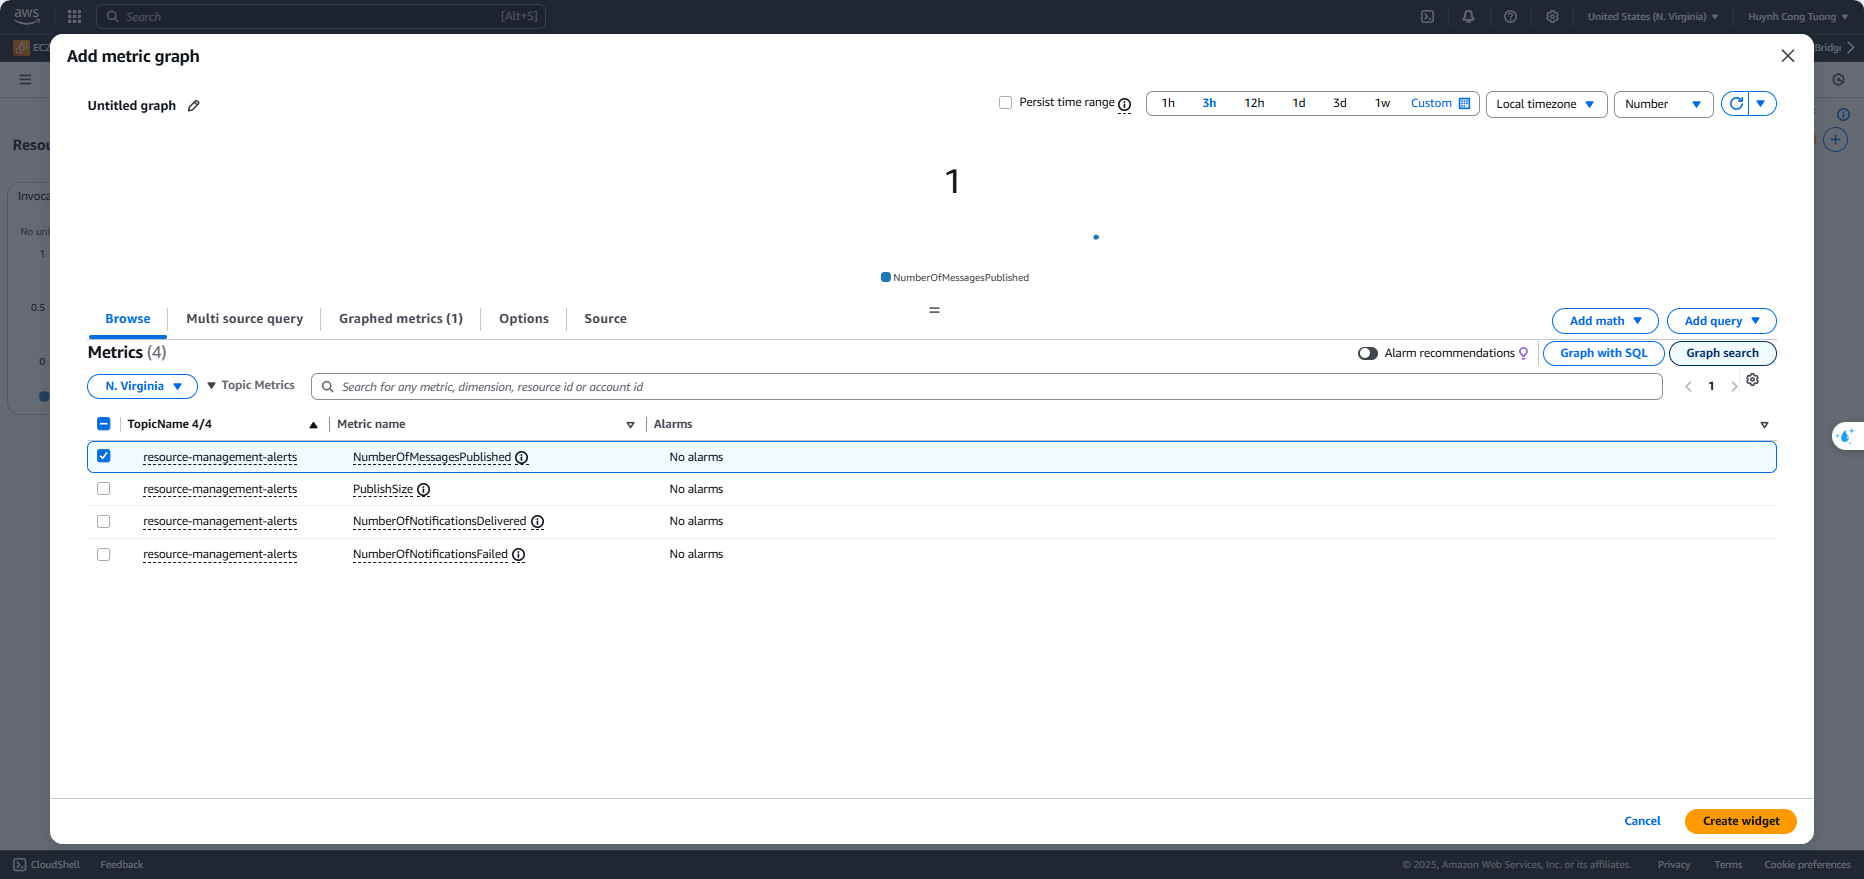 aws
Search
[Alt+S]
United States (N. Virginia)
Huynh Cong Tuong
EC2
Bridge
Add metric graph
Untitled graph
Persist time range
1h 3h 12h 1d 3d 1w Custom
Local timezone
Number
Resou
1
Invoca
No uni
1
0.5
0
NumberOfMessagesPublished
Browse
Multi source query
Graphed metrics (1)
Options
Source
Add math
Add query
Metrics (4)
Alarm recommendations
Graph with SQL
Graph search
N. Virginia
Topic Metrics
Search for any metric, dimension, resource id or account id
1
TopicName 4/4
Metric name
Alarms
resource-management-alerts NumberOfMessagesPublished No alarms
resource-management-alerts PublishSize No alarms
resource-management-alerts NumberOfNotificationsDelivered No alarms
resource-management-alerts NumberOfNotificationsFailed No alarms
Cancel
Create widget
CloudShell
Feedback
© 2025, Amazon Web Services, Inc. or its affiliates.
Privacy
Terms
Cookie preferences